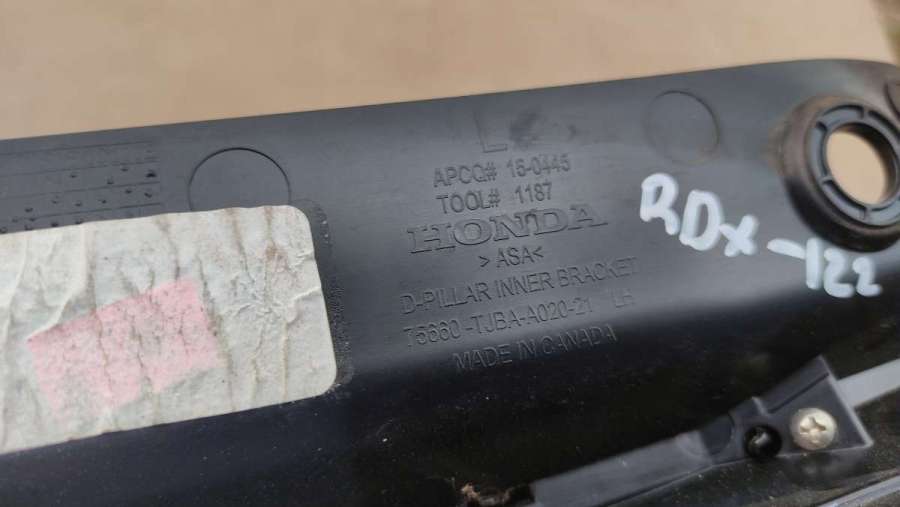 L
APCQ# 15-0445
TOOL# 1187
HONDA
>ASA<
D-PILLAR INNER BRACKET
75660-TJBA-A020-21 LH
MADE IN CANADA
RDX-122